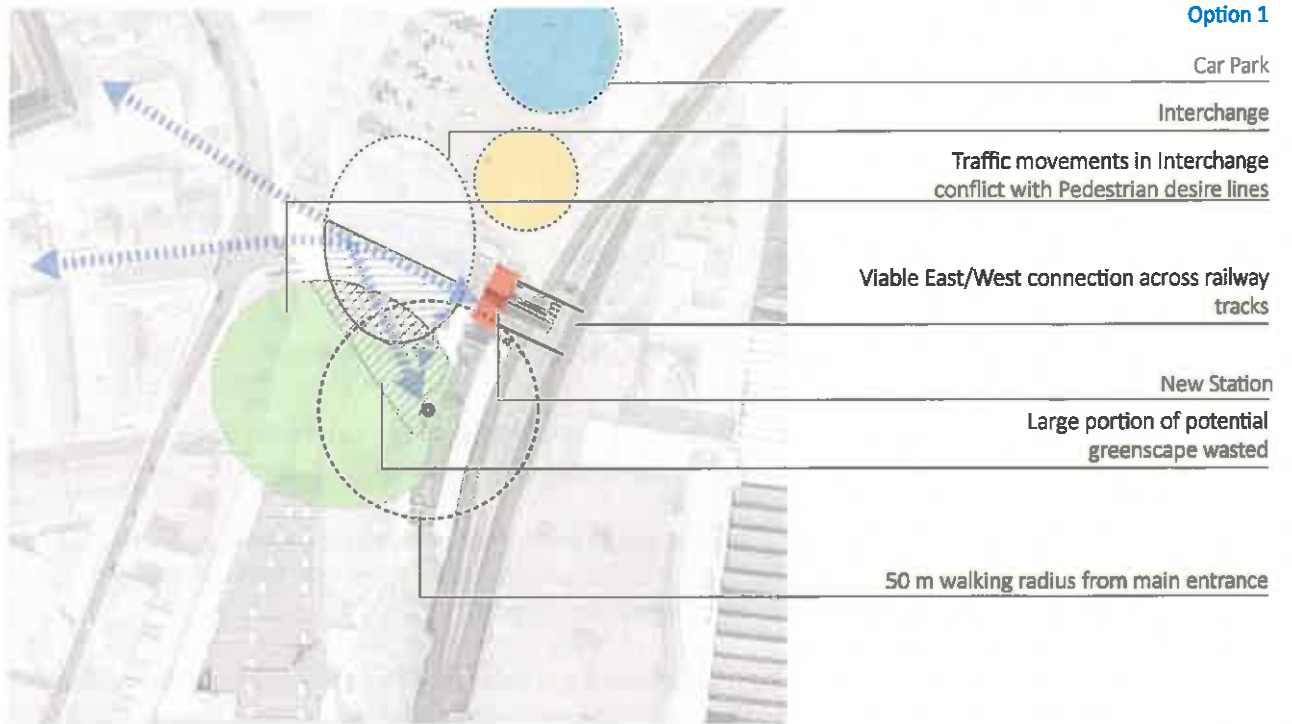 Option 1
Car Park
Interchange
Traffic movements in Interchange
conflict with Pedestrian desire lines
Viable East/West connection across railway
tracks
New Station
Large portion of potential
greenscape wasted
50 m walking radius from main entrance